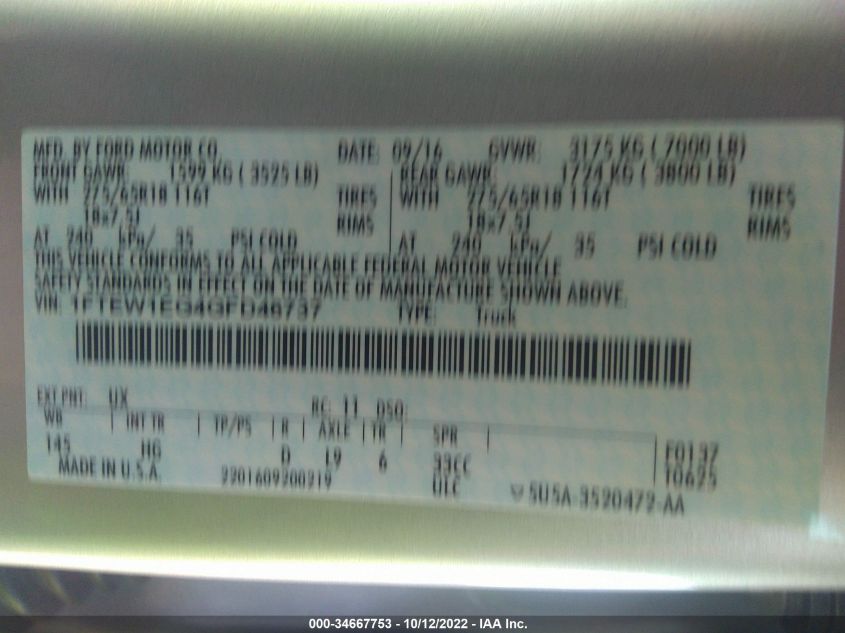 MFD. BY FORD MOTOR CO. DATE: 09/16 GVWR: 3175 KG ( 7000 LB)
FRONT GAWR: 1599 KG ( 3525 LB) REAR GAWR: 1724 KG ( 3800 LB)
WITH 275/65R18 116T TIRES WITH 275/65R18 116T TIRES
18x7.5J RIMS 18x7.5J RIMS
AT 240 kPa/ 35 PSI COLD AT 240 kPa/ 35 PSI COLD
THIS VEHICLE CONFORMS TO ALL APPLICABLE FEDERAL MOTOR VEHICLE
SAFETY STANDARDS IN EFFECT ON THE DATE OF MANUFACTURE SHOWN ABOVE.
VIN: 1FTEW1EG4GFD46737 TYPE: Truck
EXT PNT: UX RC: 11 DSO:
WB INT TR TP/PS R AXLE TR SPR
145 HG D L9 6 33CC F0137
MADE IN U.S.A. 2201609200219 ULC T0625
5U5A-3520472-AA
000-34667753 - 10/12/2022 - IAA Inc.